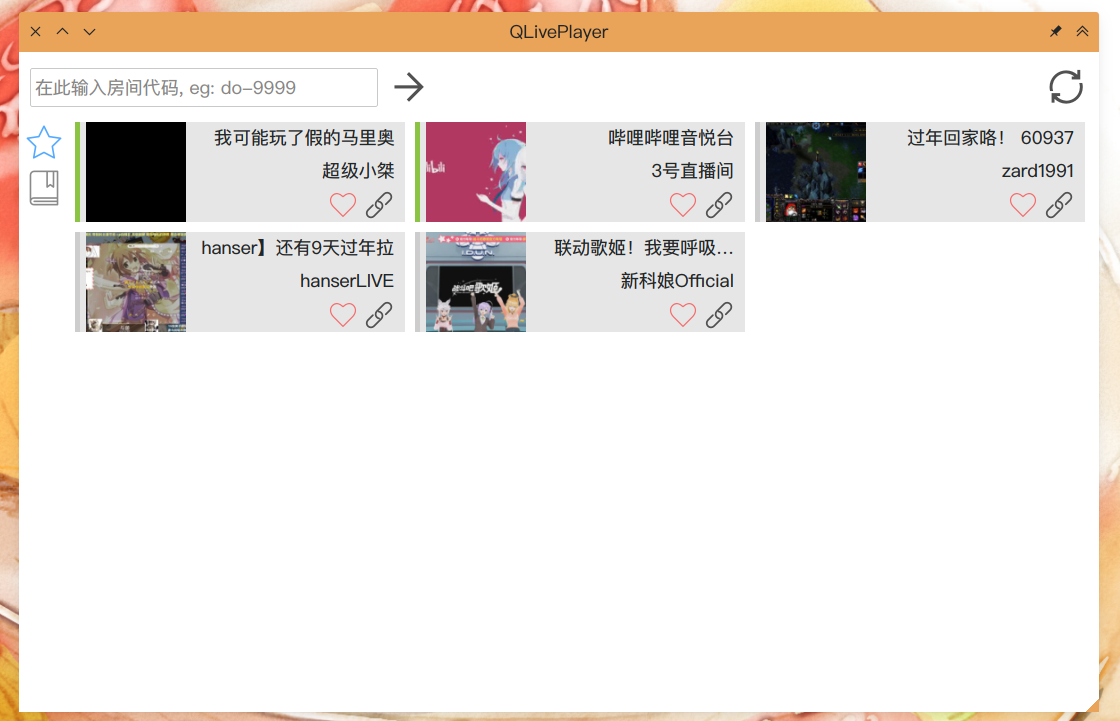 QLivePlayer
在此输入房间代码, eg: do-9999
我可能玩了假的马里奥
超级小桀
哔哩哔哩音悦台
3号直播间
过年回家咯！ 60937
zard1991
hanser】还有9天过年拉
hanserLIVE
联动歌姬！我要呼吸...
新科娘Official